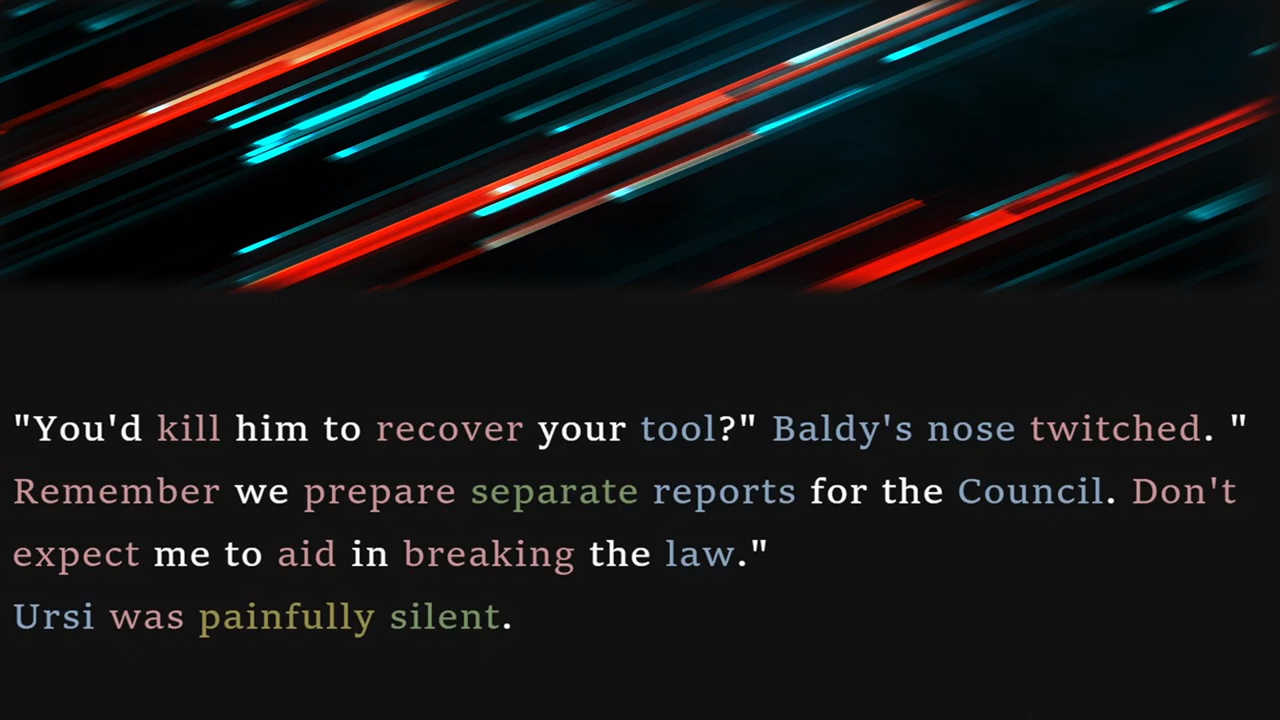 "You'd kill him to recover your tool?" Baldy's nose twitched. "
Remember we prepare separate reports for the Council. Don't
expect me to aid in breaking the law."
Ursi was painfully silent.